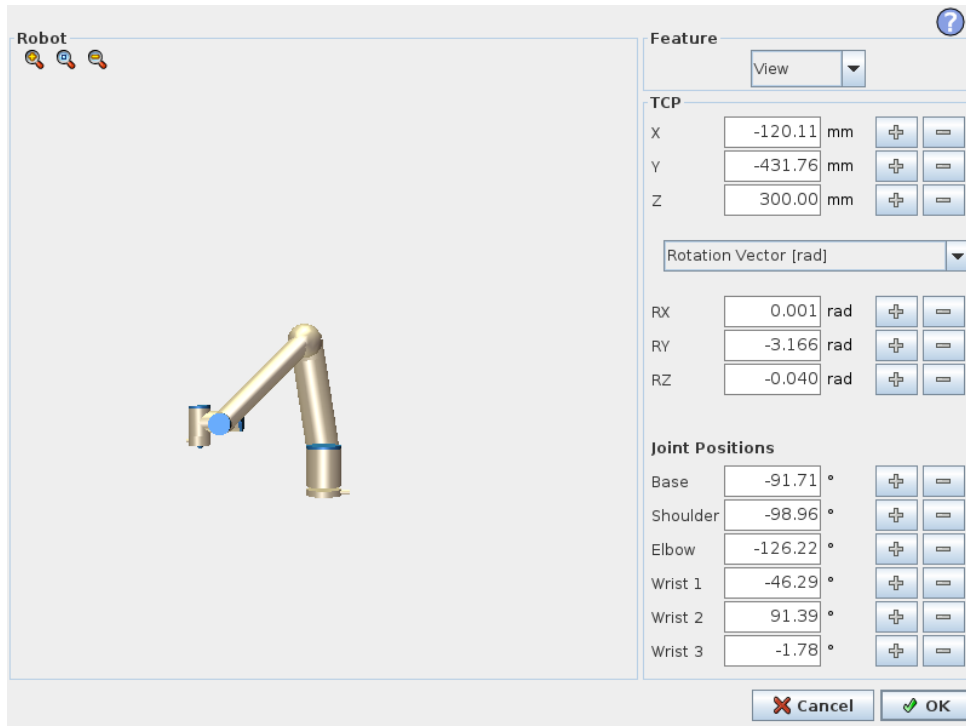 Robot
Feature
View
TCP
X -120.11 mm
Y -431.76 mm
Z 300.00 mm
Rotation Vector [rad]
RX 0.001 rad
RY -3.166 rad
RZ -0.040 rad
Joint Positions
Base -91.71 °
Shoulder -98.96 °
Elbow -126.22 °
Wrist 1 -46.29 °
Wrist 2 91.39 °
Wrist 3 -1.78 °
Cancel OK